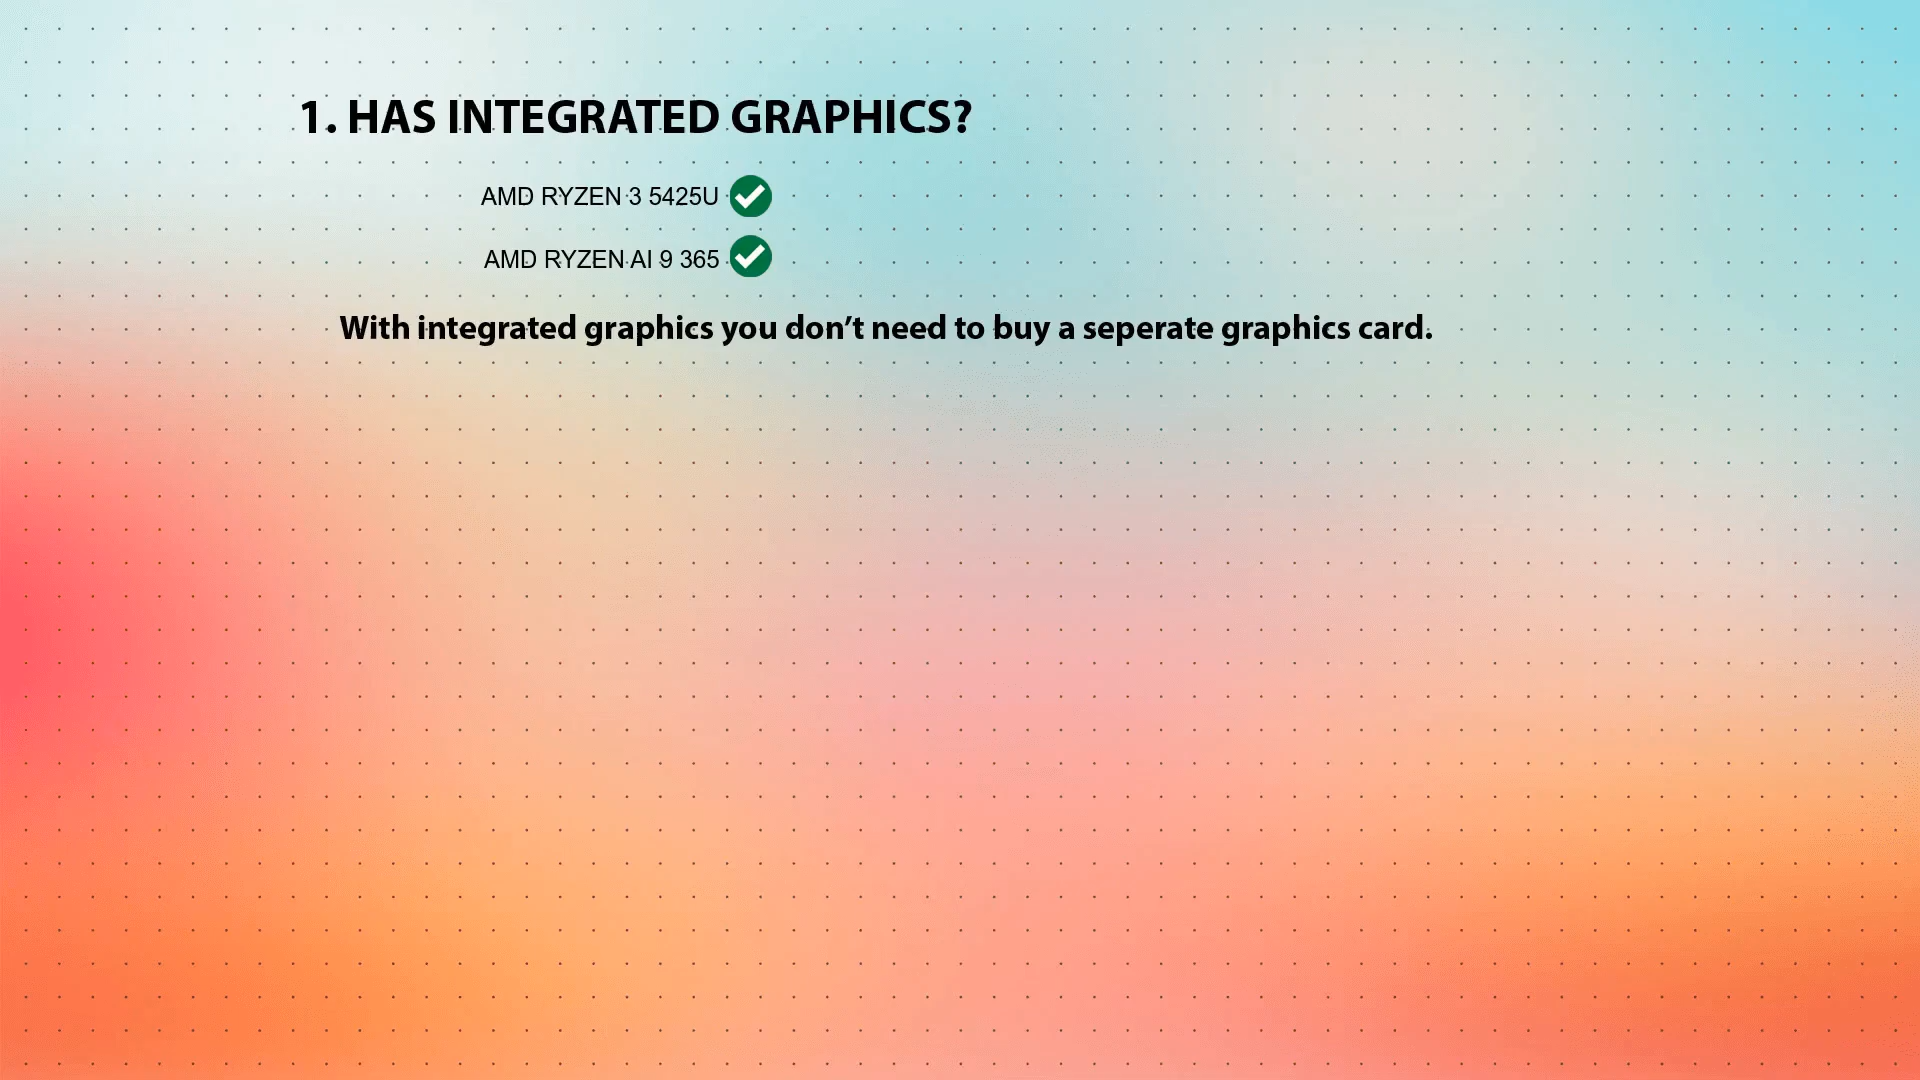 1. HAS INTEGRATED GRAPHICS?
AMD RYZEN 3 5425U
AMD RYZEN AI 9 365
With integrated graphics you don’t need to buy a seperate graphics card.